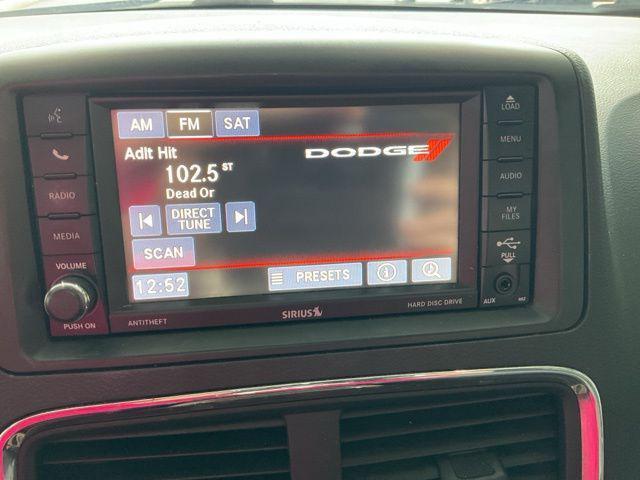 AM FM SAT
Adlt Hit
DODGE
102.5 ST
Dead Or
DIRECT
TUNE
SCAN
PRESETS
12:52
RADIO
MEDIA
VOLUME
PUSH ON
ANTITHEFT
SIRIUS
HARD DISC DRIVE
LOAD
MENU
AUDIO
MY
FILES
PULL
AUX